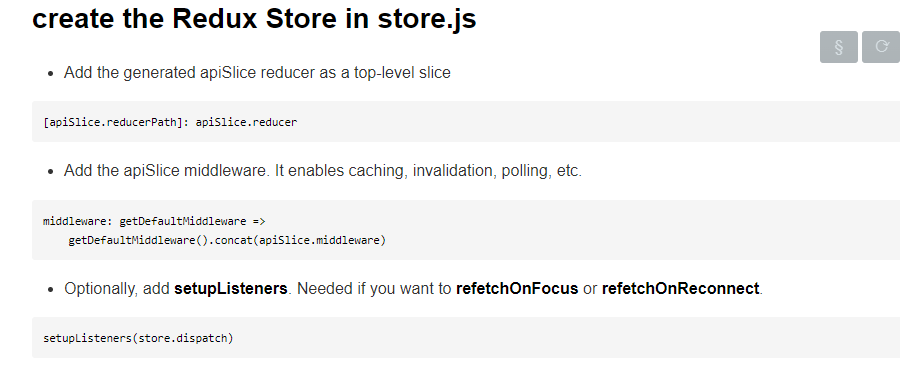 create the Redux Store in store.js
§
• Add the generated apiSlice reducer as a top-level slice
[apiSlice.reducerPath]: apiSlice.reducer
• Add the apiSlice middleware. It enables caching, invalidation, polling, etc.
middleware: getDefaultMiddleware =>
    getDefaultMiddleware().concat(apiSlice.middleware)
• Optionally, add setupListeners. Needed if you want to refetchOnFocus or refetchOnReconnect.
setupListeners(store.dispatch)